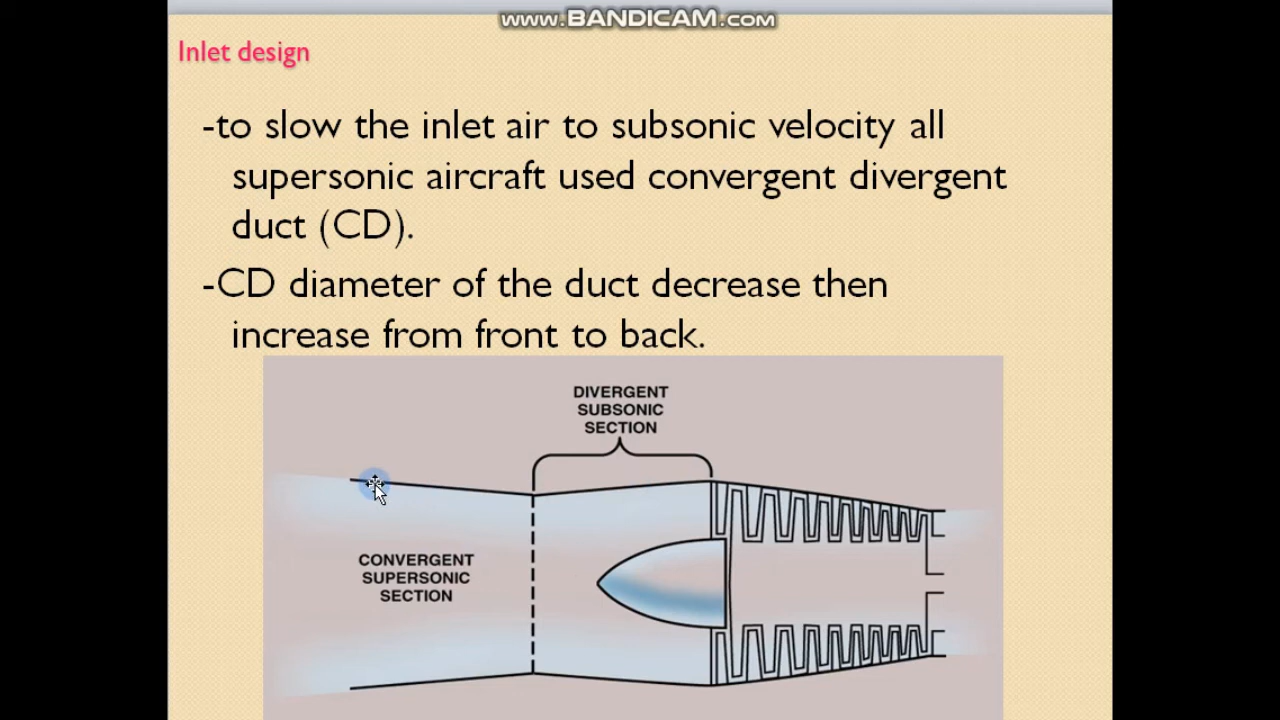 www.BANDICAM.com
Inlet design
-to slow the inlet air to subsonic velocity all
supersonic aircraft used convergent divergent
duct (CD).
-CD diameter of the duct decrease then
increase from front to back.
DIVERGENT
SUBSONIC
SECTION
CONVERGENT
SUPERSONIC
SECTION